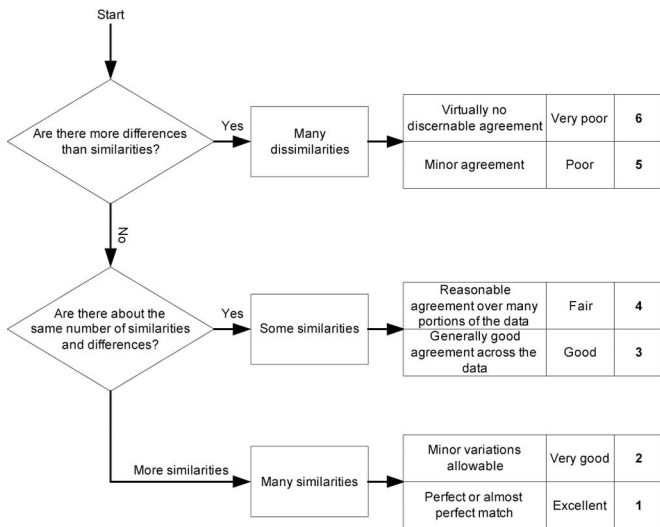 Start
Are there more differences
than similarities?
Yes
Many
dissimilarities
Virtually no
discernable agreement
Very poor
6
Minor agreement
Poor
5
No
Are there about the
same number of similarities
and differences?
Yes
Some similarities
Reasonable
agreement over many
portions of the data
Fair
4
Generally good
agreement across the
data
Good
3
More similarities
Many similarities
Minor variations
allowable
Very good
2
Perfect or almost
perfect match
Excellent
1